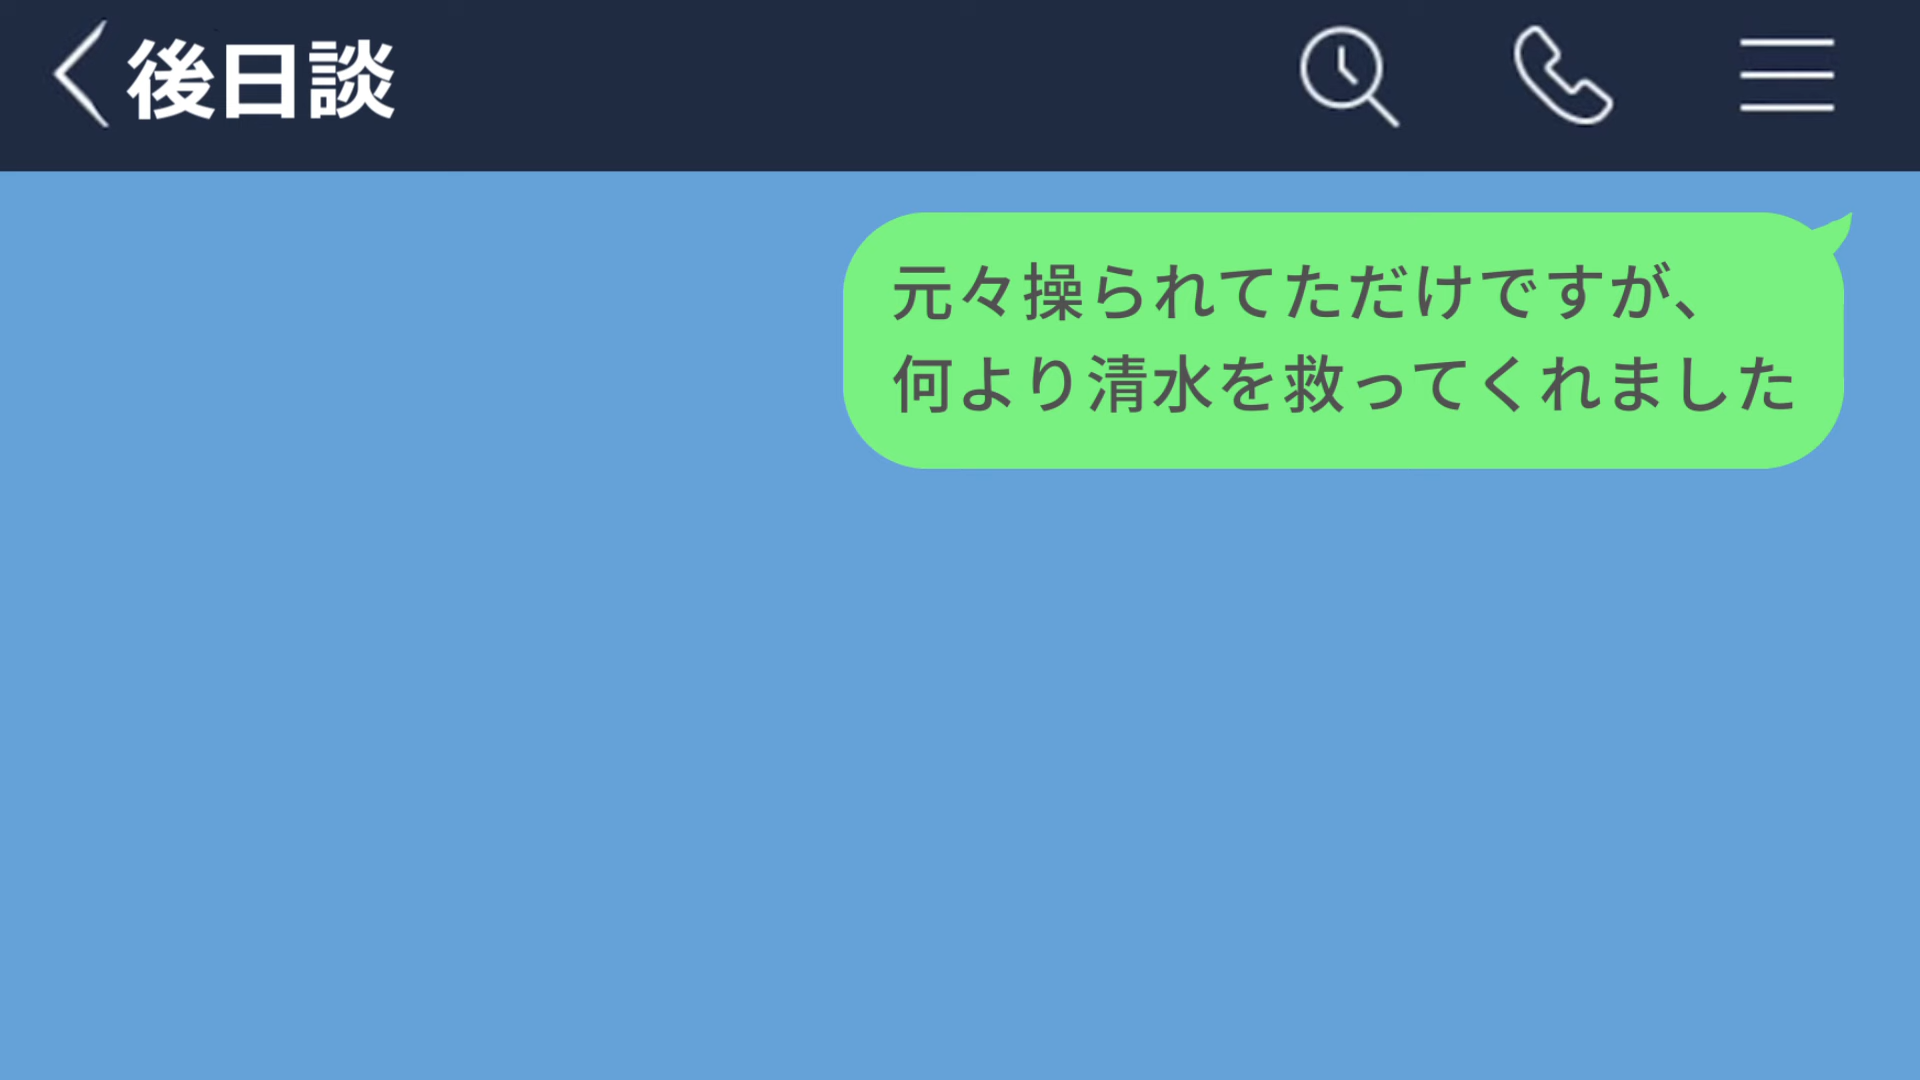 後日談
元々操られてただけですが、
何より清水を救ってくれました